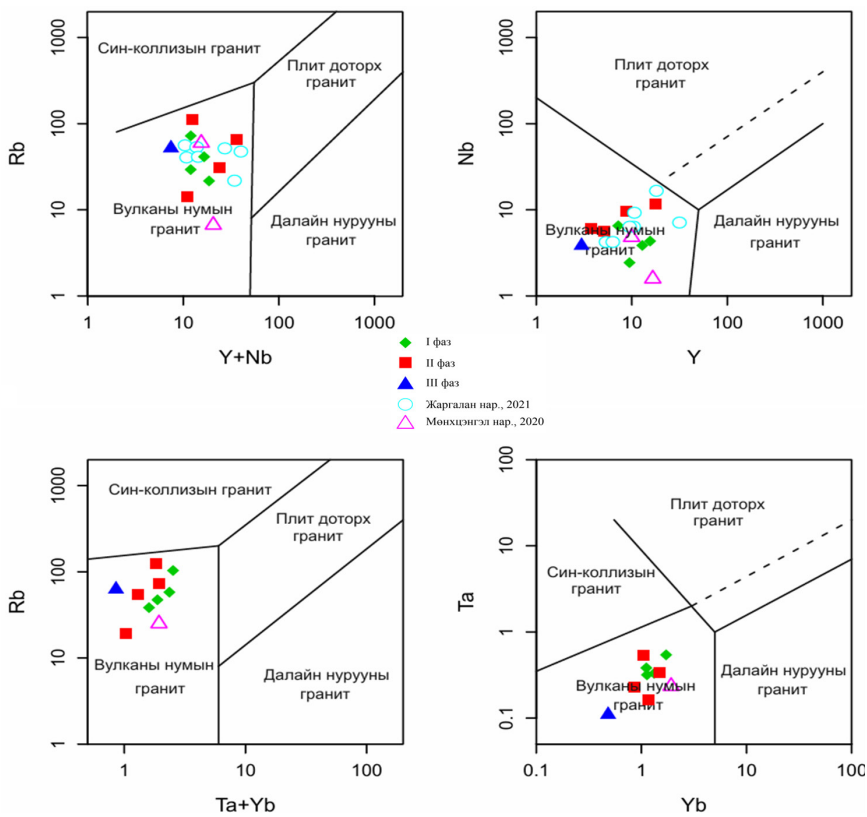 1000
100
10
1
Rb
Син-коллизын гранит
Плит доторх
гранит
Вулканы нумын
гранит
Далайн нурууны
гранит
1 10 100 1000
Y+Nb
1000
100
10
1
Nb
Плит доторх
гранит
Вулканы нумын
гранит
Далайн нурууны
гранит
1 10 100 1000
Y
I фаз
II фаз
III фаз
Жаргалан нар., 2021
Мөнхцэнгэл нар., 2020
1000
100
10
1
Rb
Син-коллизын гранит
Плит доторх
гранит
Вулканы нумын
гранит
Далайн нурууны
гранит
1 10 100
Ta+Yb
100
10
1
0.1
Ta
Плит доторх
гранит
Син-коллизын
гранит
Вулканы нумын
гранит
Далайн нурууны
гранит
0.1 1 10 100
Yb